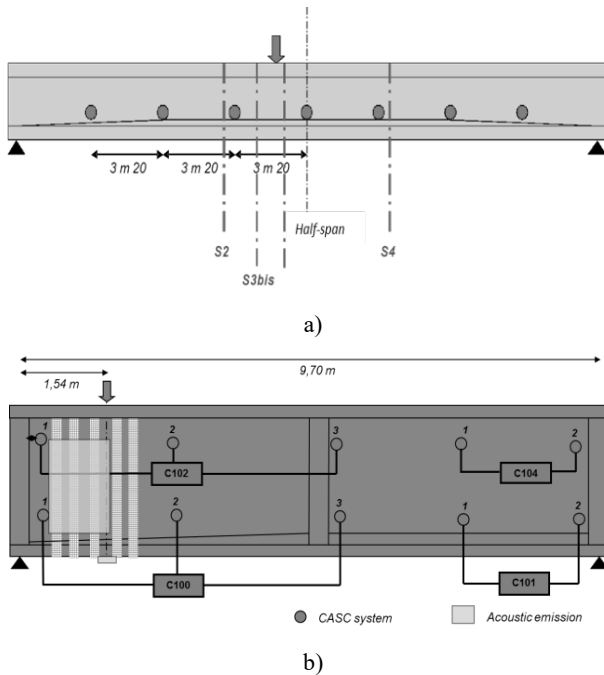 3 m 20 3 m 20 3 m 20
Half-span
S2 S4
S3bis
a)
9,70 m
1,54 m
1 2 3 1 2
C102 C104
1 2 3 1 2
C100 C101
CASC system Acoustic emission
b)